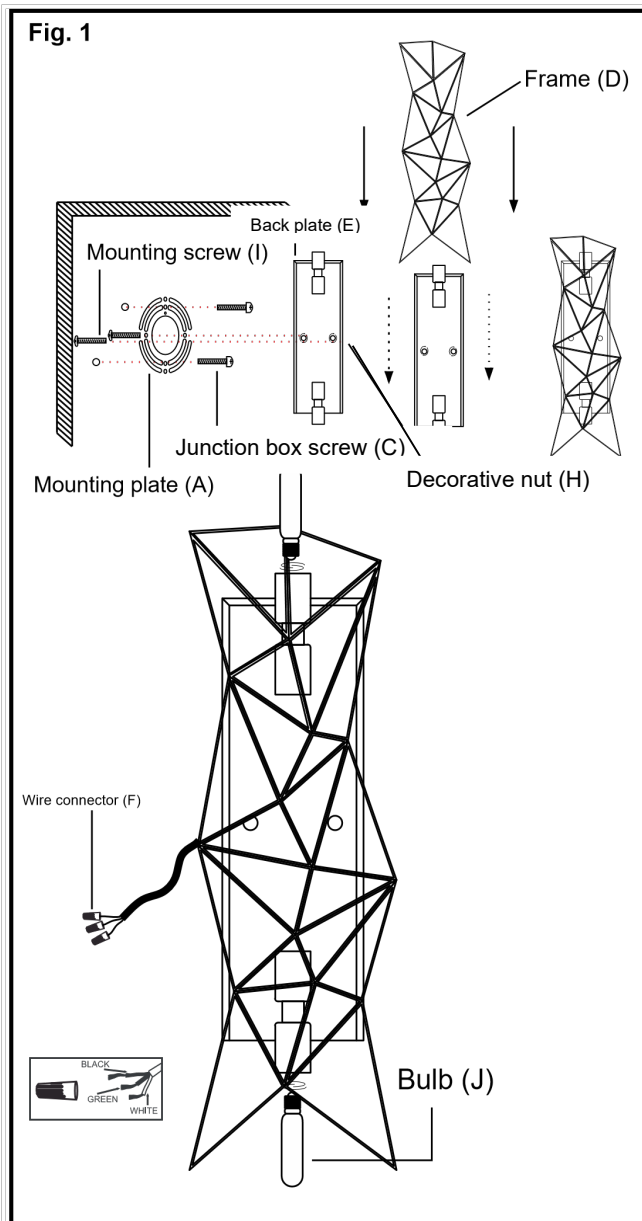 Fig. 1
Frame (D)
Back plate (E)
Mounting screw (I)
Junction box screw (C)
Mounting plate (A)
Decorative nut (H)
Wire connector (F)
BLACK
GREEN
WHITE
Bulb (J)